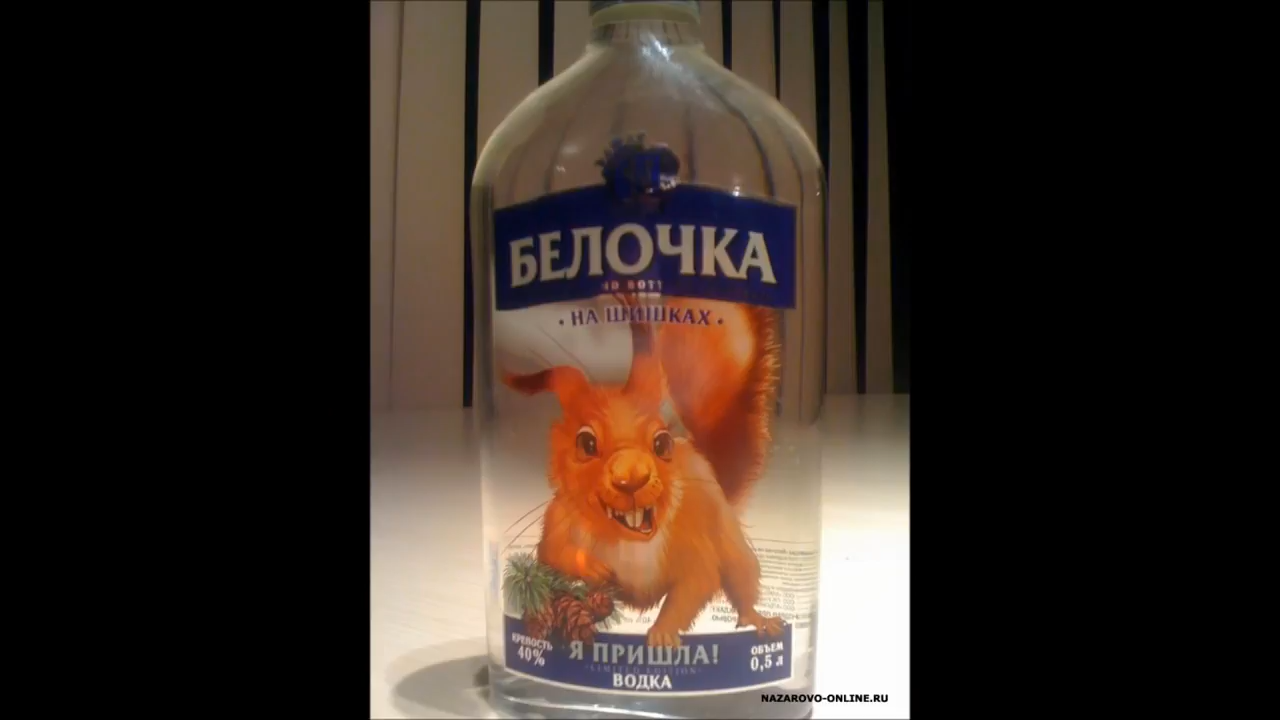 БЕЛОЧКА
· НА ШИШКАХ ·
Я ПРИШЛА!
КРЕПОСТЬ
40%
ОБЪЕМ
0,5 л
LIMITED EDITION
ВОДКА
NAZAROVO-ONLINE.RU